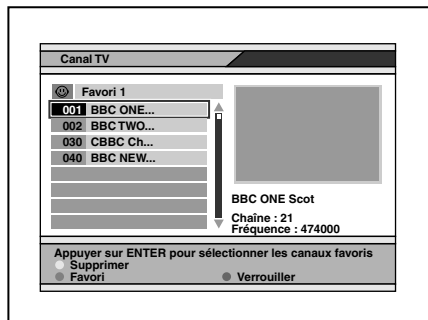 Canal TV
Favori 1
001 BBC ONE...
002 BBC TWO...
030 CBBC Ch...
040 BBC NEW...
BBC ONE Scot
Chaîne : 21
Fréquence : 474000
Appuyer sur ENTER pour sélectionner les canaux favoris
Supprimer
Favori Verrouiller